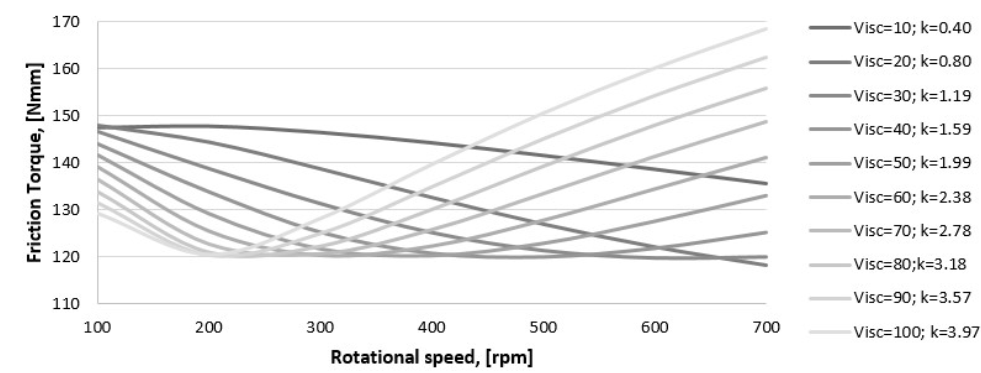 Friction Torque, [Nmm]
170
160
150
140
130
120
110
100 200 300 400 500 600 700
Rotational speed, [rpm]
Visc=10; k=0.40
Visc=20; k=0.80
Visc=30; k=1.19
Visc=40; k=1.59
Visc=50; k=1.99
Visc=60; k=2.38
Visc=70; k=2.78
Visc=80;k=3.18
Visc=90; k=3.57
Visc=100; k=3.97